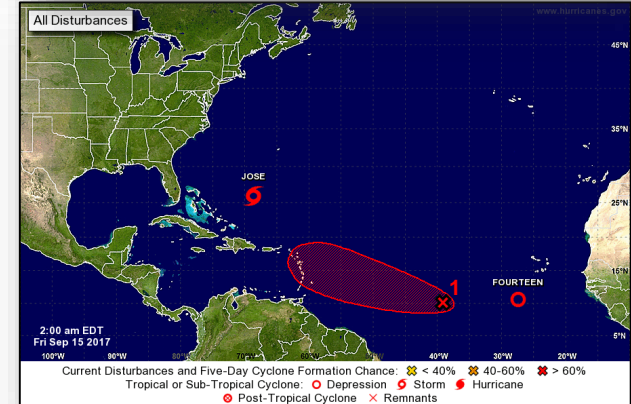 All Disturbances
www.hurricanes.gov
45°N
35°N
JOSE
25°N
1
15°N
FOURTEEN
5°N
2:00 am EDT
Fri Sep 15 2017
100°W 90°W 80°W 70°W 60°W 50°W 40°W 30°W 20°W
Current Disturbances and Five-Day Cyclone Formation Chance: < 40% 40-60% > 60%
Tropical or Sub-Tropical Cyclone: Depression Storm Hurricane
Post-Tropical Cyclone Remnants